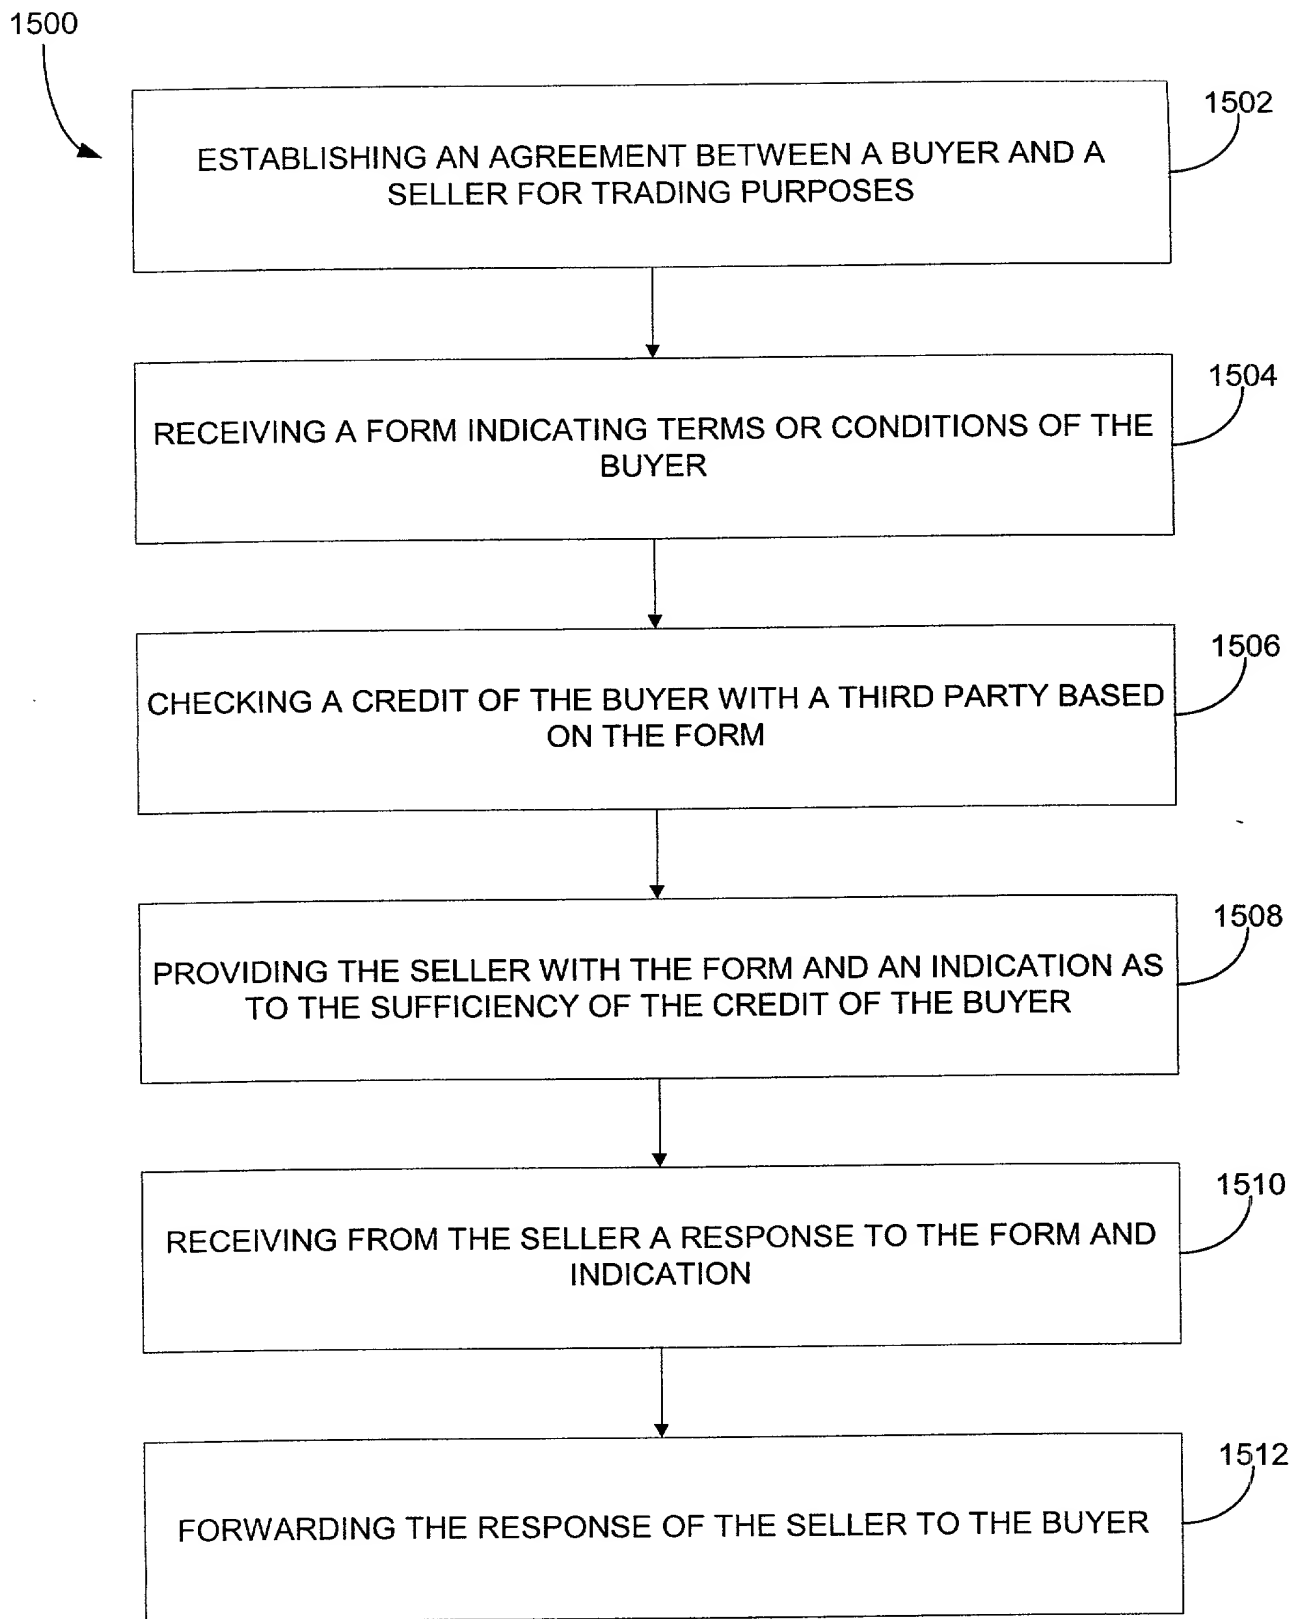 1500
1502
ESTABLISHING AN AGREEMENT BETWEEN A BUYER AND A
SELLER FOR TRADING PURPOSES
1504
RECEIVING A FORM INDICATING TERMS OR CONDITIONS OF THE
BUYER
1506
CHECKING A CREDIT OF THE BUYER WITH A THIRD PARTY BASED
ON THE FORM
1508
PROVIDING THE SELLER WITH THE FORM AND AN INDICATION AS
TO THE SUFFICIENCY OF THE CREDIT OF THE BUYER
1510
RECEIVING FROM THE SELLER A RESPONSE TO THE FORM AND
INDICATION
1512
FORWARDING THE RESPONSE OF THE SELLER TO THE BUYER